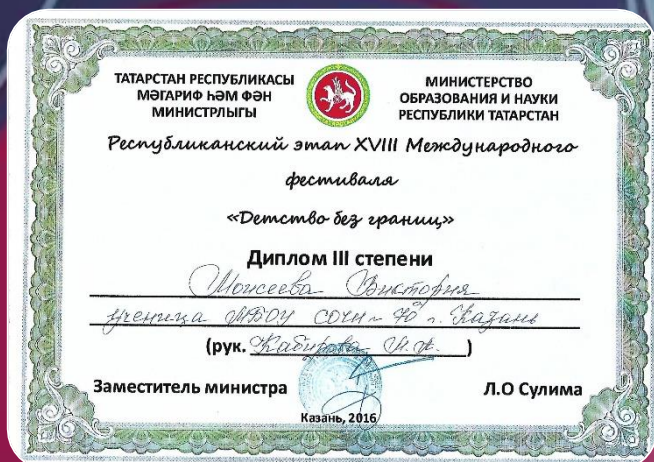 ТАТАРСТАН РЕСПУБЛИКАСЫ
МӘГАРИФ ҺӘМ ФӘН
МИНИСТРЛЫГЫ
МИНИСТЕРСТВО
ОБРАЗОВАНИЯ И НАУКИ
РЕСПУБЛИКИ ТАТАРСТАН
Республиканский этап XVIII Международного
фестиваля
«Детство без границ»
Диплом III степени
Моисеева Виктория
ученица МБОУ СОШ № 70 г. Казань
(рук. Кабирова )
Заместитель министра
Л.О Сулима
Казань, 2016